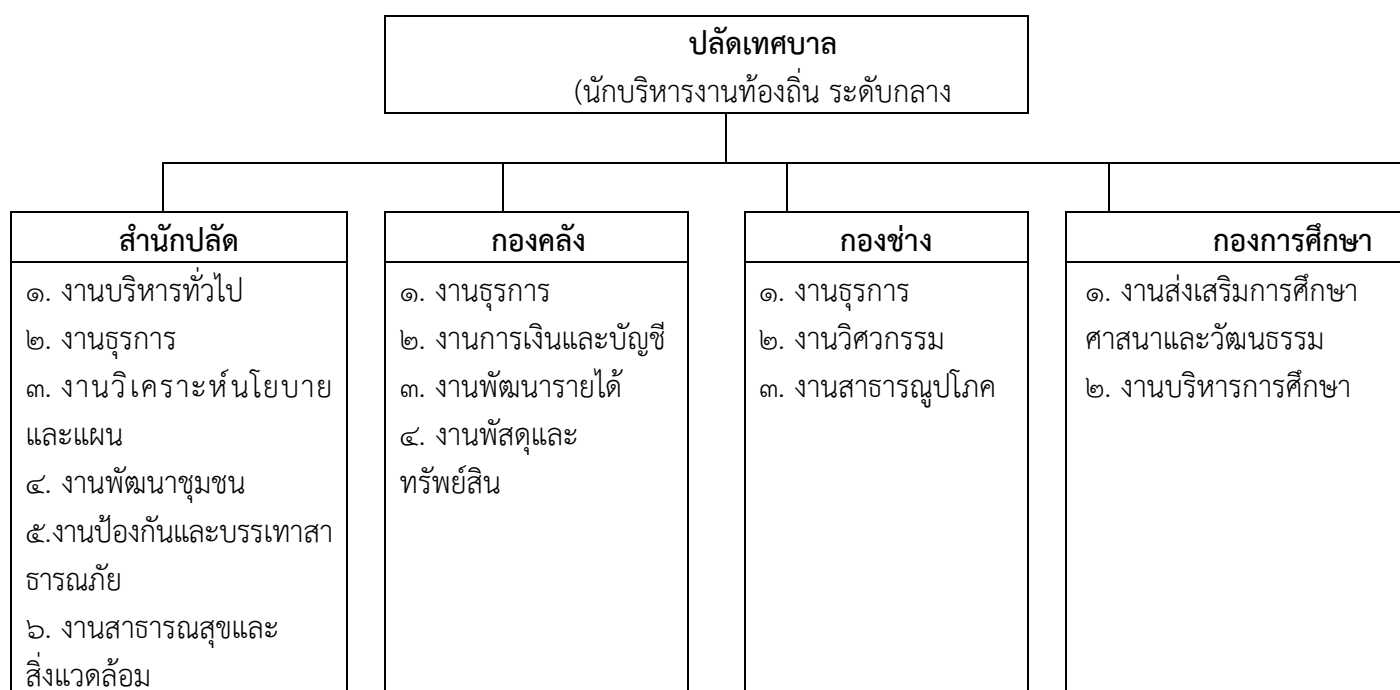 ปลัดเทศบาล
(นักบริหารงานท้องถิ่น ระดับกลาง
สำนักปลัด
๑. งานบริหารทั่วไป
๒. งานธุรการ
๓. งานวิเคราะห์นโยบาย
และแผน
๔. งานพัฒนาชุมชน
๕.งานป้องกันและบรรเทาสา
ธารณภัย
๖. งานสาธารณสุขและ
สิ่งแวดล้อม
กองคลัง
๑. งานธุรการ
๒. งานการเงินและบัญชี
๓. งานพัฒนารายได้
๔. งานพัสดุและ
ทรัพย์สิน
กองช่าง
๑. งานธุรการ
๒. งานวิศวกรรม
๓. งานสาธารณูปโภค
กองการศึกษา
๑. งานส่งเสริมการศึกษา
ศาสนาและวัฒนธรรม
๒. งานบริหารการศึกษา